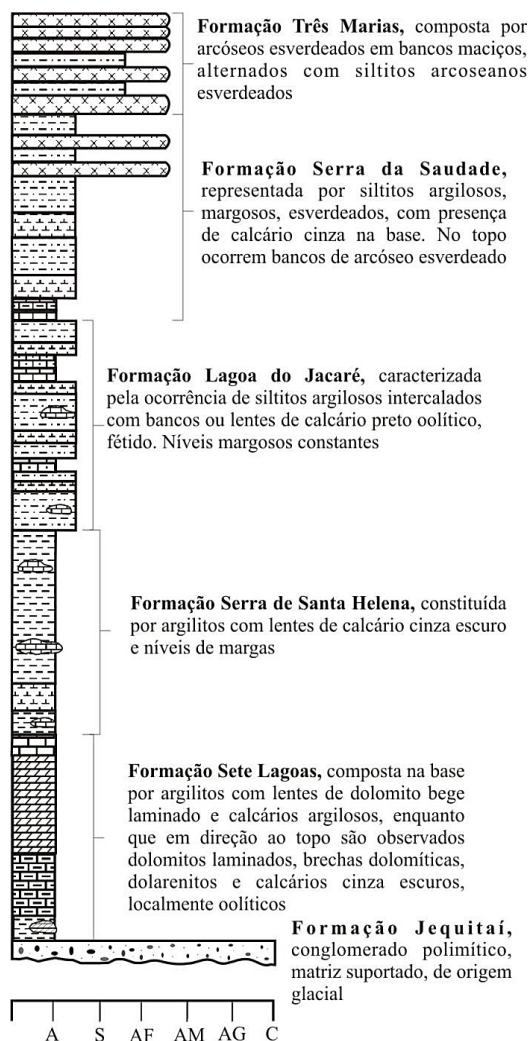 Formação Três Marias, composta por
arcóseos esverdeados em bancos maciços,
alternados com siltitos arcoseanos
esverdeados
Formação Serra da Saudade,
representada por siltitos argilosos,
margosos, esverdeados, com presença
de calcário cinza na base. No topo
ocorrem bancos de arcóseo esverdeado
Formação Lagoa do Jacaré, caracterizada
pela ocorrência de siltitos argilosos intercalados
com bancos ou lentes de calcário preto oolítico,
fétido. Níveis margosos constantes
Formação Serra de Santa Helena, constituída
por argilitos com lentes de calcário cinza escuro
e níveis de margas
Formação Sete Lagoas, composta na base
por argilitos com lentes de dolomito bege
laminado e calcários argilosos, enquanto
que em direção ao topo são observados
dolomitos laminados, brechas dolomíticas,
dolarenitos e calcários cinza escuros,
localmente oolíticos
Formação Jequitaí,
conglomerado polimítico,
matriz suportado, de origem
glacial
A S AF AM AG C